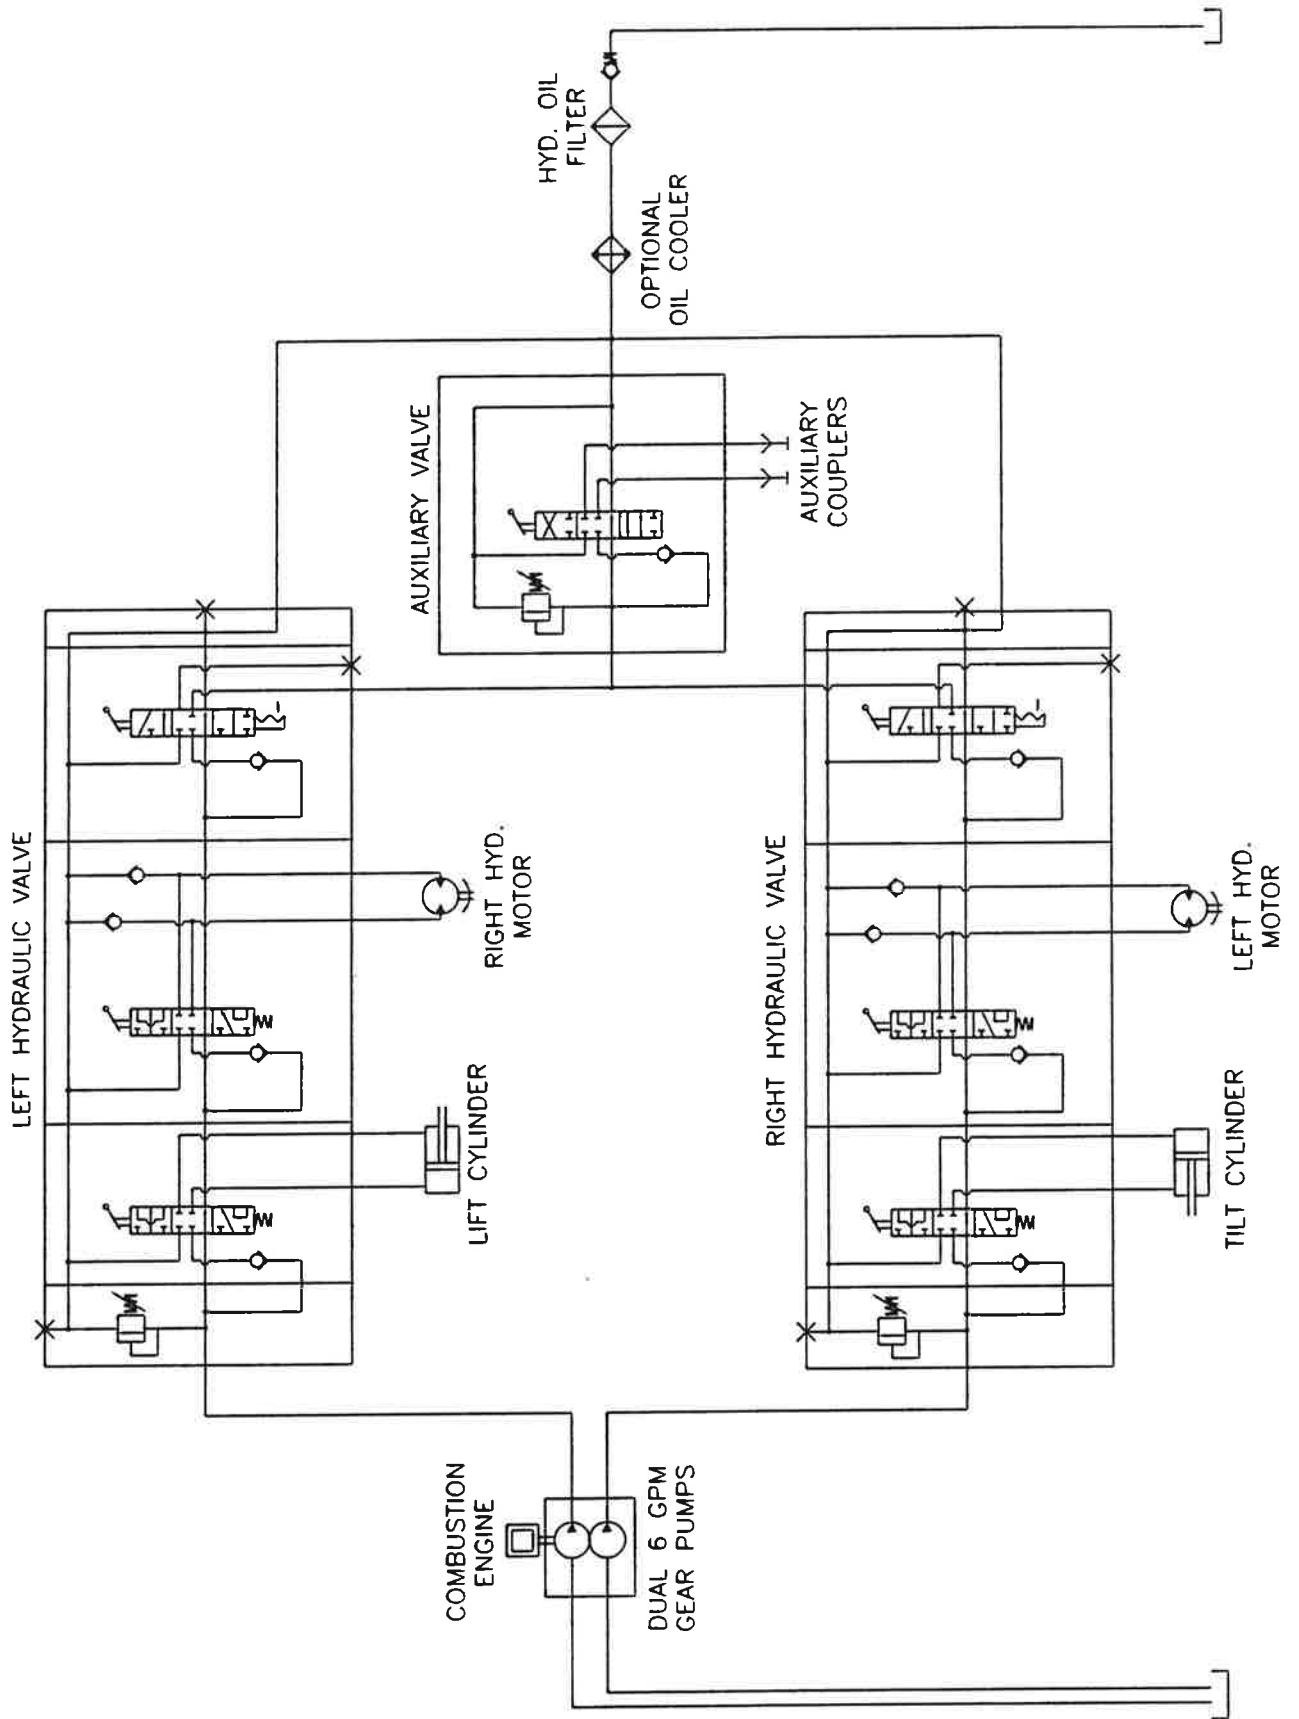 LEFT HYDRAULIC VALVE
LIFT CYLINDER
RIGHT HYD.
MOTOR
COMBUSTION
ENGINE
DUAL 6 GPM
GEAR PUMPS
AUXILIARY VALVE
AUXILIARY
COUPLERS
OPTIONAL
OIL COOLER
HYD. OIL
FILTER
RIGHT HYDRAULIC VALVE
TILT CYLINDER
LEFT HYD.
MOTOR